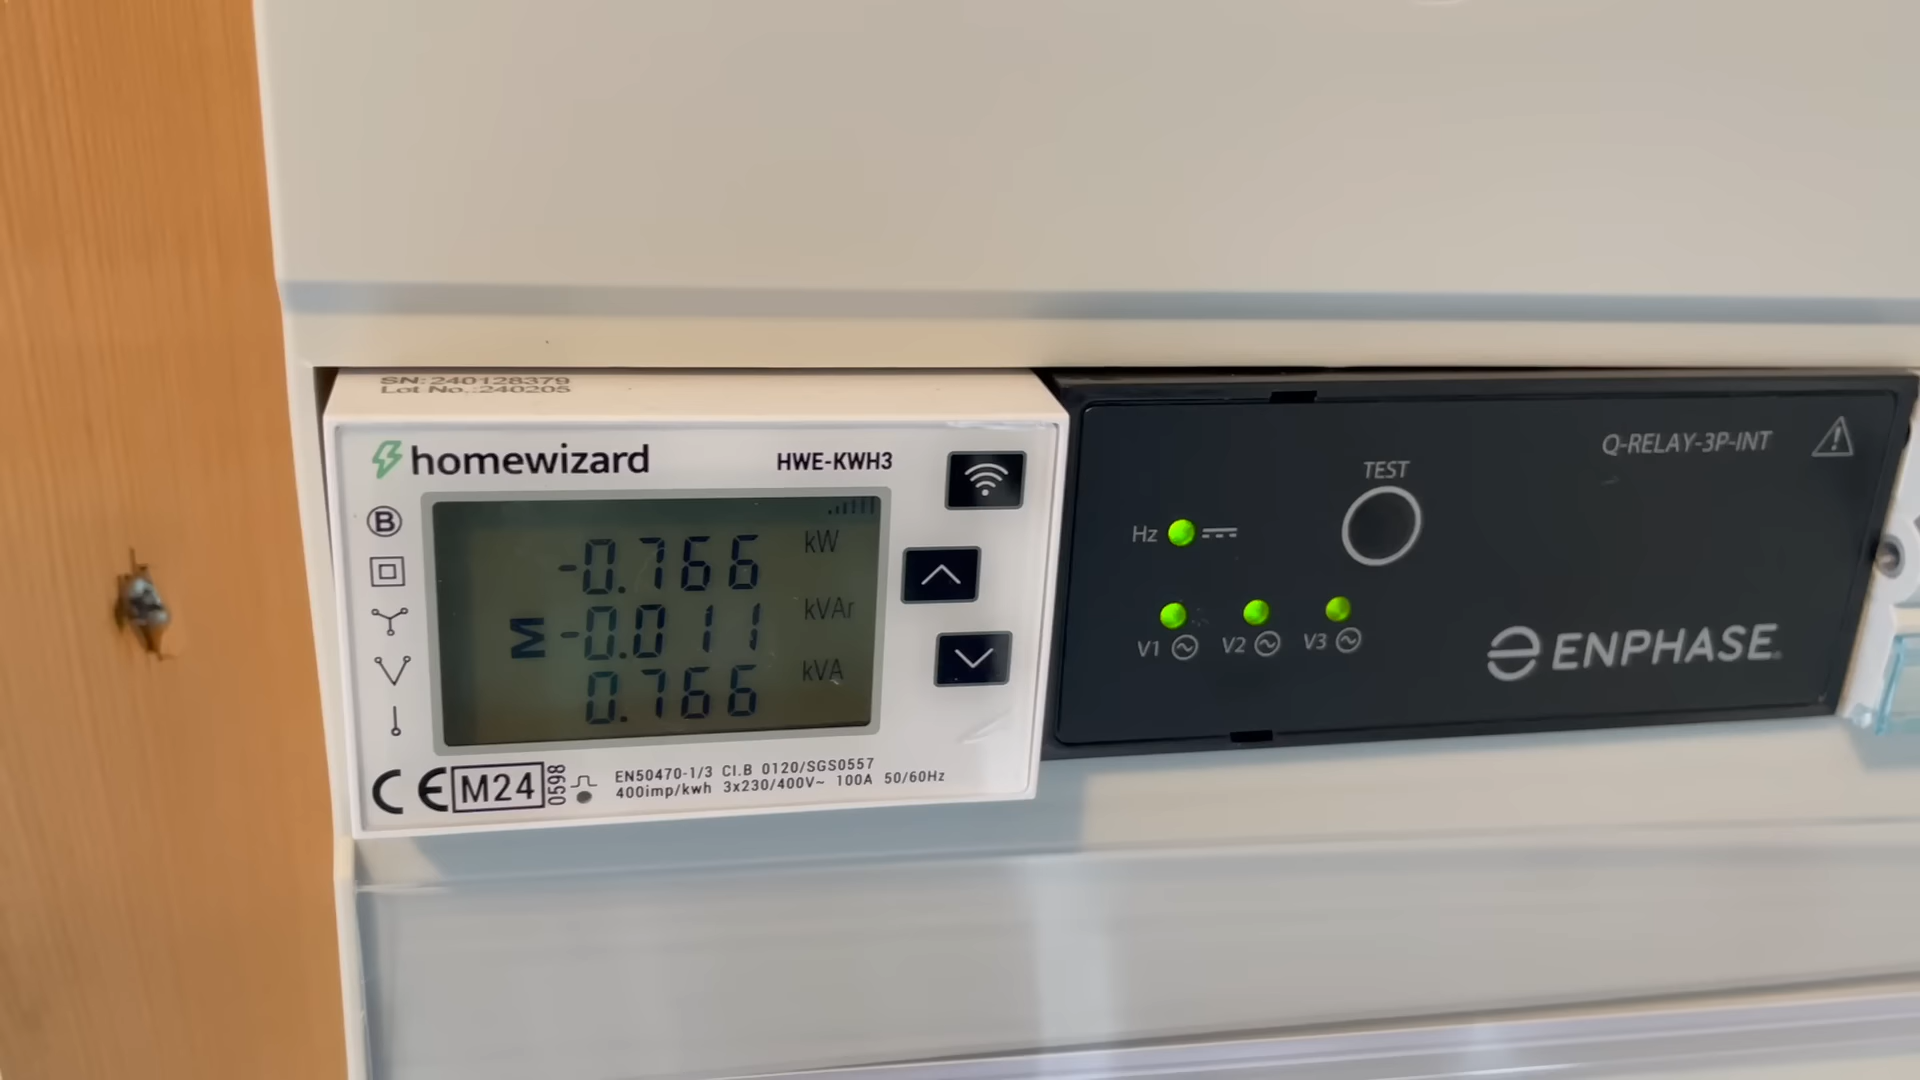 SN:240128379
Lot No.:240205
homewizard
HWE-KWH3
B
-0.766 kW
M -0.011 kVAr
0.766 kVA
CE M24 0598
EN50470-1/3 Cl.B 0120/SGS0557
400imp/kwh 3x230/400V~ 100A 50/60Hz
Q-RELAY-3P-INT
TEST
Hz
V1 V2 V3
ENPHASE